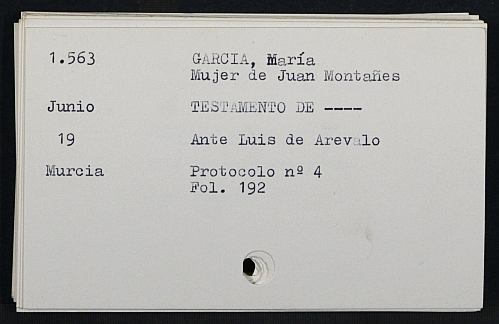 1.563 GARCIA, María
Mujer de Juan Montañes
Junio TESTAMENTO DE ----
19 Ante Luis de Arevalo
Murcia Protocolo nº 4
Fol. 192